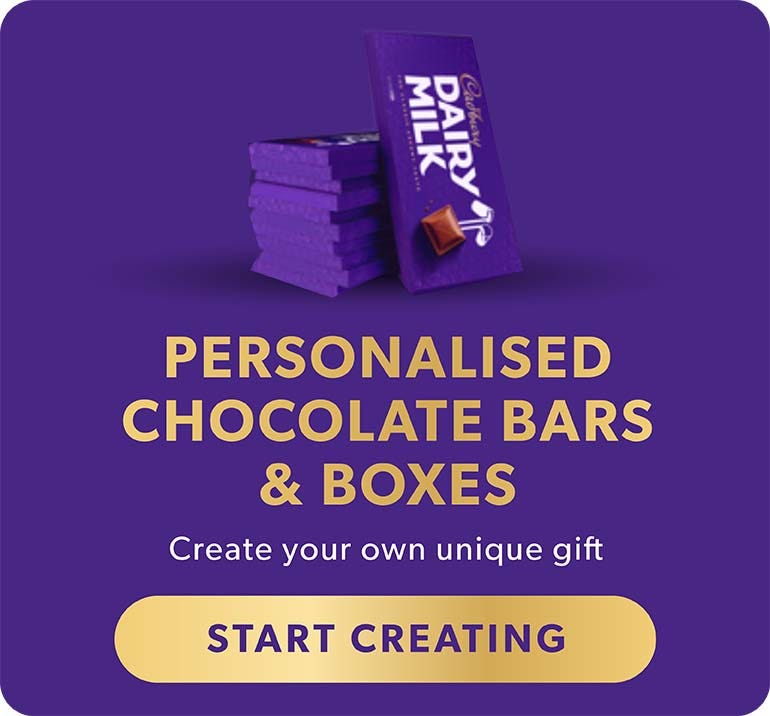 Cadbury
DAIRY
MILK
PERSONALISED
CHOCOLATE BARS
& BOXES
Create your own unique gift
START CREATING